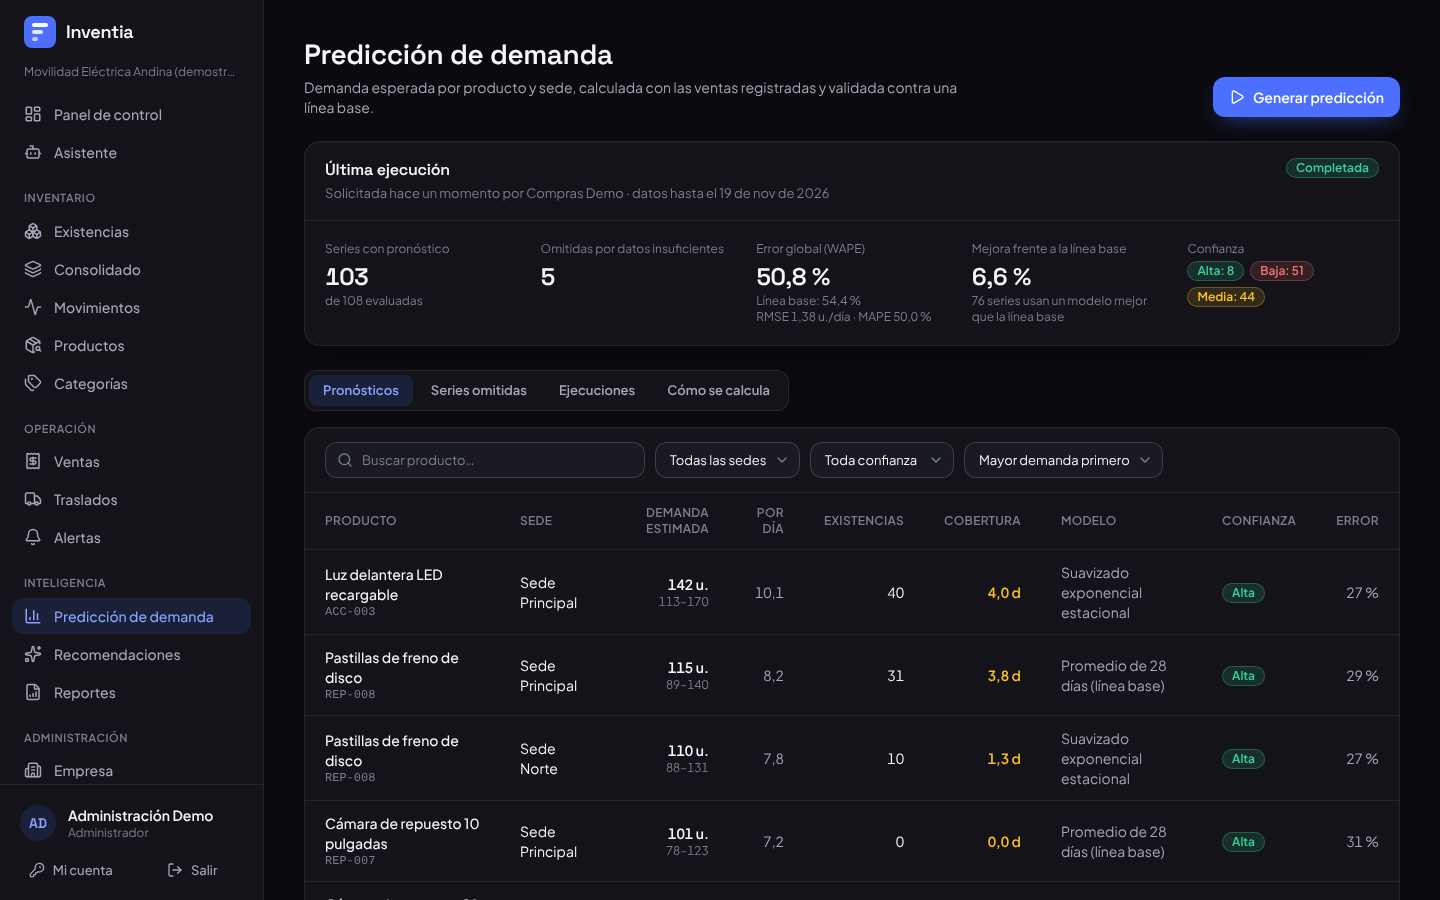 Inventia
Movilidad Eléctrica Andina (demostr…
Panel de control
Asistente
INVENTARIO
Existencias
Consolidado
Movimientos
Productos
Categorías
OPERACIÓN
Ventas
Traslados
Alertas
INTELIGENCIA
Predicción de demanda
Recomendaciones
Reportes
ADMINISTRACIÓN
Empresa
AD
Administración Demo
Administrador
Mi cuenta
Salir
Predicción de demanda
Demanda esperada por producto y sede, calculada con las ventas registradas y validada contra una
línea base.
Generar predicción
Última ejecución
Solicitada hace un momento por Compras Demo · datos hasta el 19 de nov de 2026
Completada
Series con pronóstico
103
de 108 evaluadas
Omitidas por datos insuficientes
5
Error global (WAPE)
50,8 %
Línea base: 54,4 %
RMSE 1,38 u./día · MAPE 50,0 %
Mejora frente a la línea base
6,6 %
76 series usan un modelo mejor
que la línea base
Confianza
Alta: 8
Baja: 51
Media: 44
Pronósticos
Series omitidas
Ejecuciones
Cómo se calcula
Buscar producto…
Todas las sedes
Toda confianza
Mayor demanda primero
PRODUCTO
SEDE
DEMANDA
ESTIMADA
POR
DÍA
EXISTENCIAS
COBERTURA
MODELO
CONFIANZA
ERROR
Luz delantera LED
recargable
ACC-003
Sede
Principal
142 u.
113–170
10,1
40
4,0 d
Suavizado
exponencial
estacional
Alta
27 %
Pastillas de freno de
disco
REP-008
Sede
Principal
115 u.
89–140
8,2
31
3,8 d
Promedio de 28
días (línea base)
Alta
29 %
Pastillas de freno de
disco
REP-008
Sede
Norte
110 u.
88–131
7,8
10
1,3 d
Suavizado
exponencial
estacional
Alta
27 %
Cámara de repuesto 10
pulgadas
REP-007
Sede
Principal
101 u.
78–123
7,2
0
0,0 d
Promedio de 28
días (línea base)
Alta
31 %